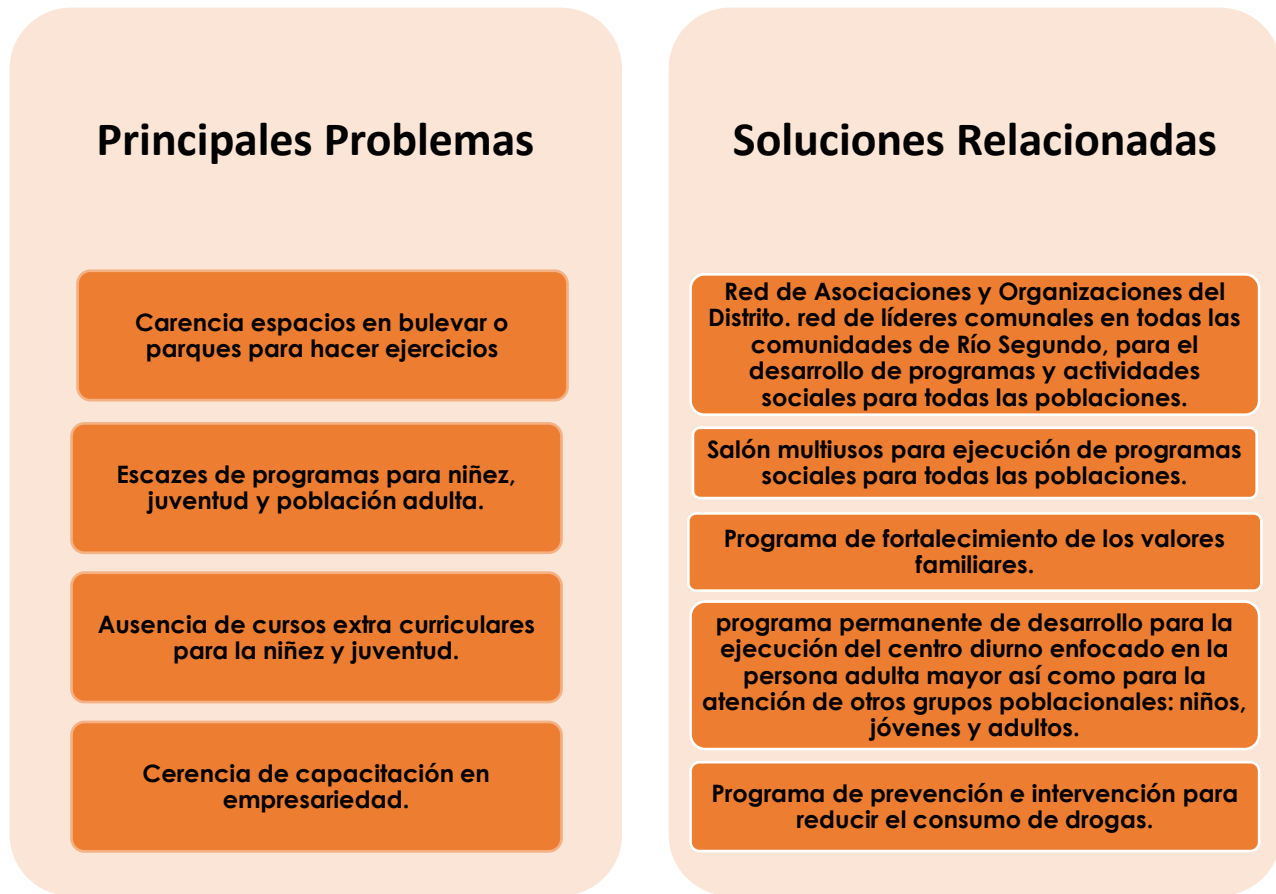 Principales Problemas
Carencia espacios en bulevar o
parques para hacer ejercicios
Escazes de programas para niñez,
juventud y población adulta.
Ausencia de cursos extra curriculares
para la niñez y juventud.
Cerencia de capacitación en
empresariedad.
Soluciones Relacionadas
Red de Asociaciones y Organizaciones del
Distrito. red de líderes comunales en todas las
comunidades de Río Segundo, para el
desarrollo de programas y actividades
sociales para todas las poblaciones.
Salón multiusos para ejecución de programas
sociales para todas las poblaciones.
Programa de fortalecimiento de los valores
familiares.
programa permanente de desarrollo para la
ejecución del centro diurno enfocado en la
persona adulta mayor así como para la
atención de otros grupos poblacionales: niños,
jóvenes y adultos.
Programa de prevención e intervención para
reducir el consumo de drogas.